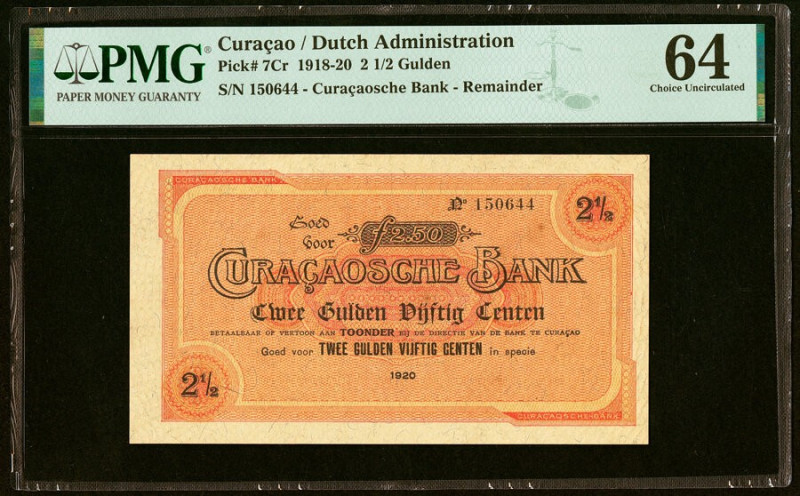 PMG
PAPER MONEY GUARANTY
Curaçao / Dutch Administration
Pick# 7Cr 1918-20 2 1/2 Gulden
S/N 150644 - Curaçaosche Bank - Remainder
64
Choice Uncirculated
CURAÇAOSCHE BANK
Nº 150644
2½
Goed
voor
f 2.50
CURAÇAOSCHE BANK
Twee Gulden Vijftig Centen
BETAALBAAR OP VERTOON AAN TOONDER BIJ DE DIRECTIE VAN DE BANK TE CURAÇAO
Goed voor TWEE GULDEN VIJFTIG CENTEN in specie
1920
2½
CURAÇAOSCHE-BANK